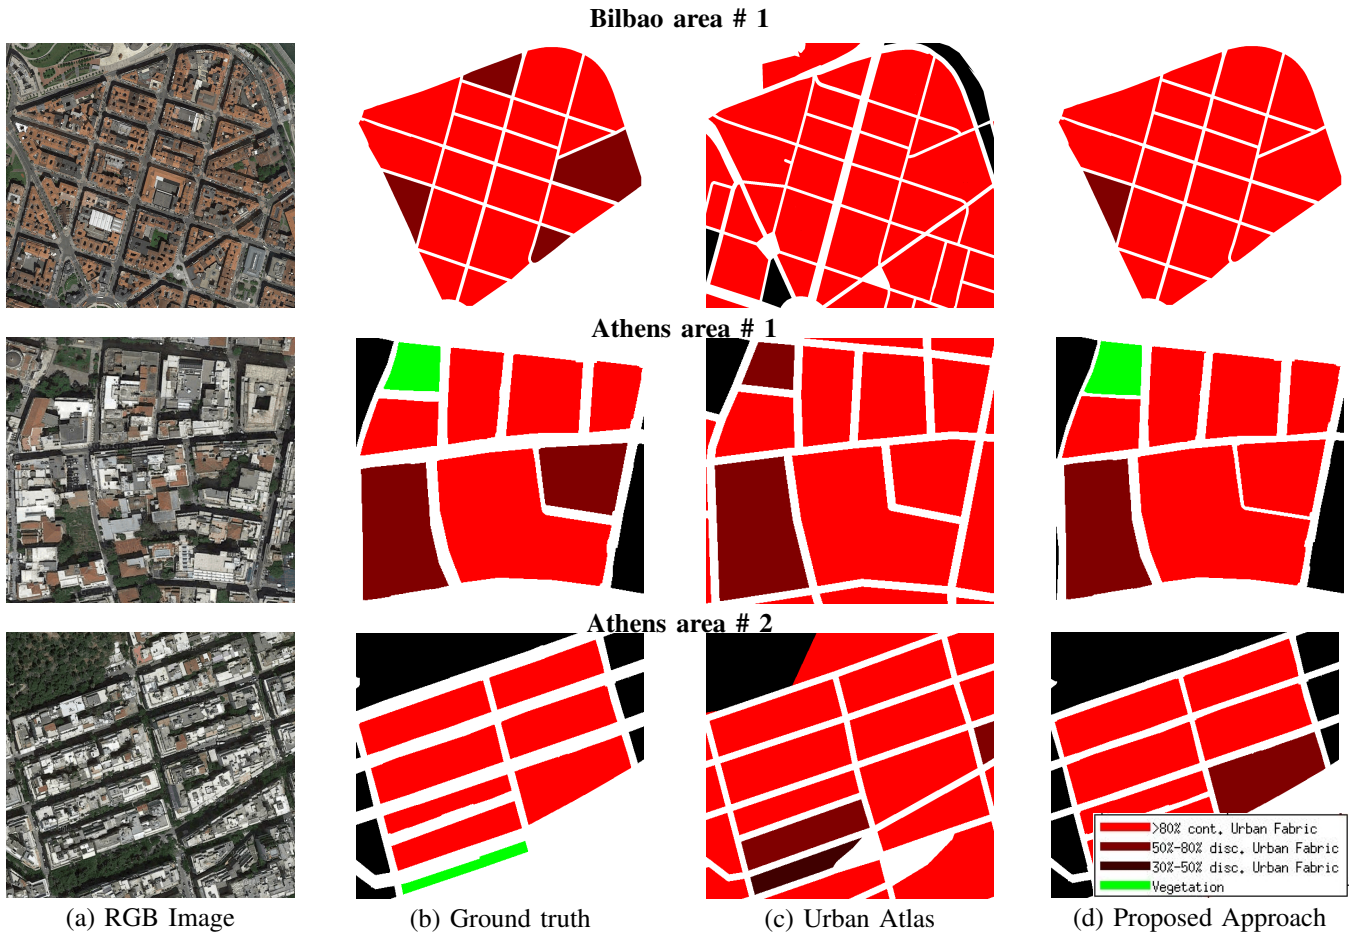 Bilbao area # 1
Athens area # 1
Athens area # 2
>80% cont. Urban Fabric
50%-80% disc. Urban Fabric
30%-50% disc. Urban Fabric
Vegetation
(a) RGB Image
(b) Ground truth
(c) Urban Atlas
(d) Proposed Approach